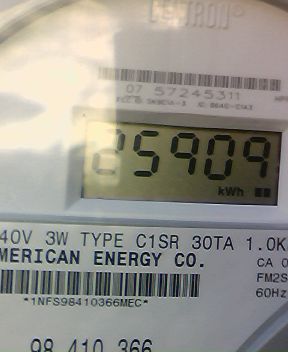 CENTRON
07 57245311
25909
kWh
40V 3W TYPE C1SR 30TA 1.0K
MERICAN ENERGY CO.
CA 0
FM2S
60Hz
*1NFS98410366MEC*
98 410 366